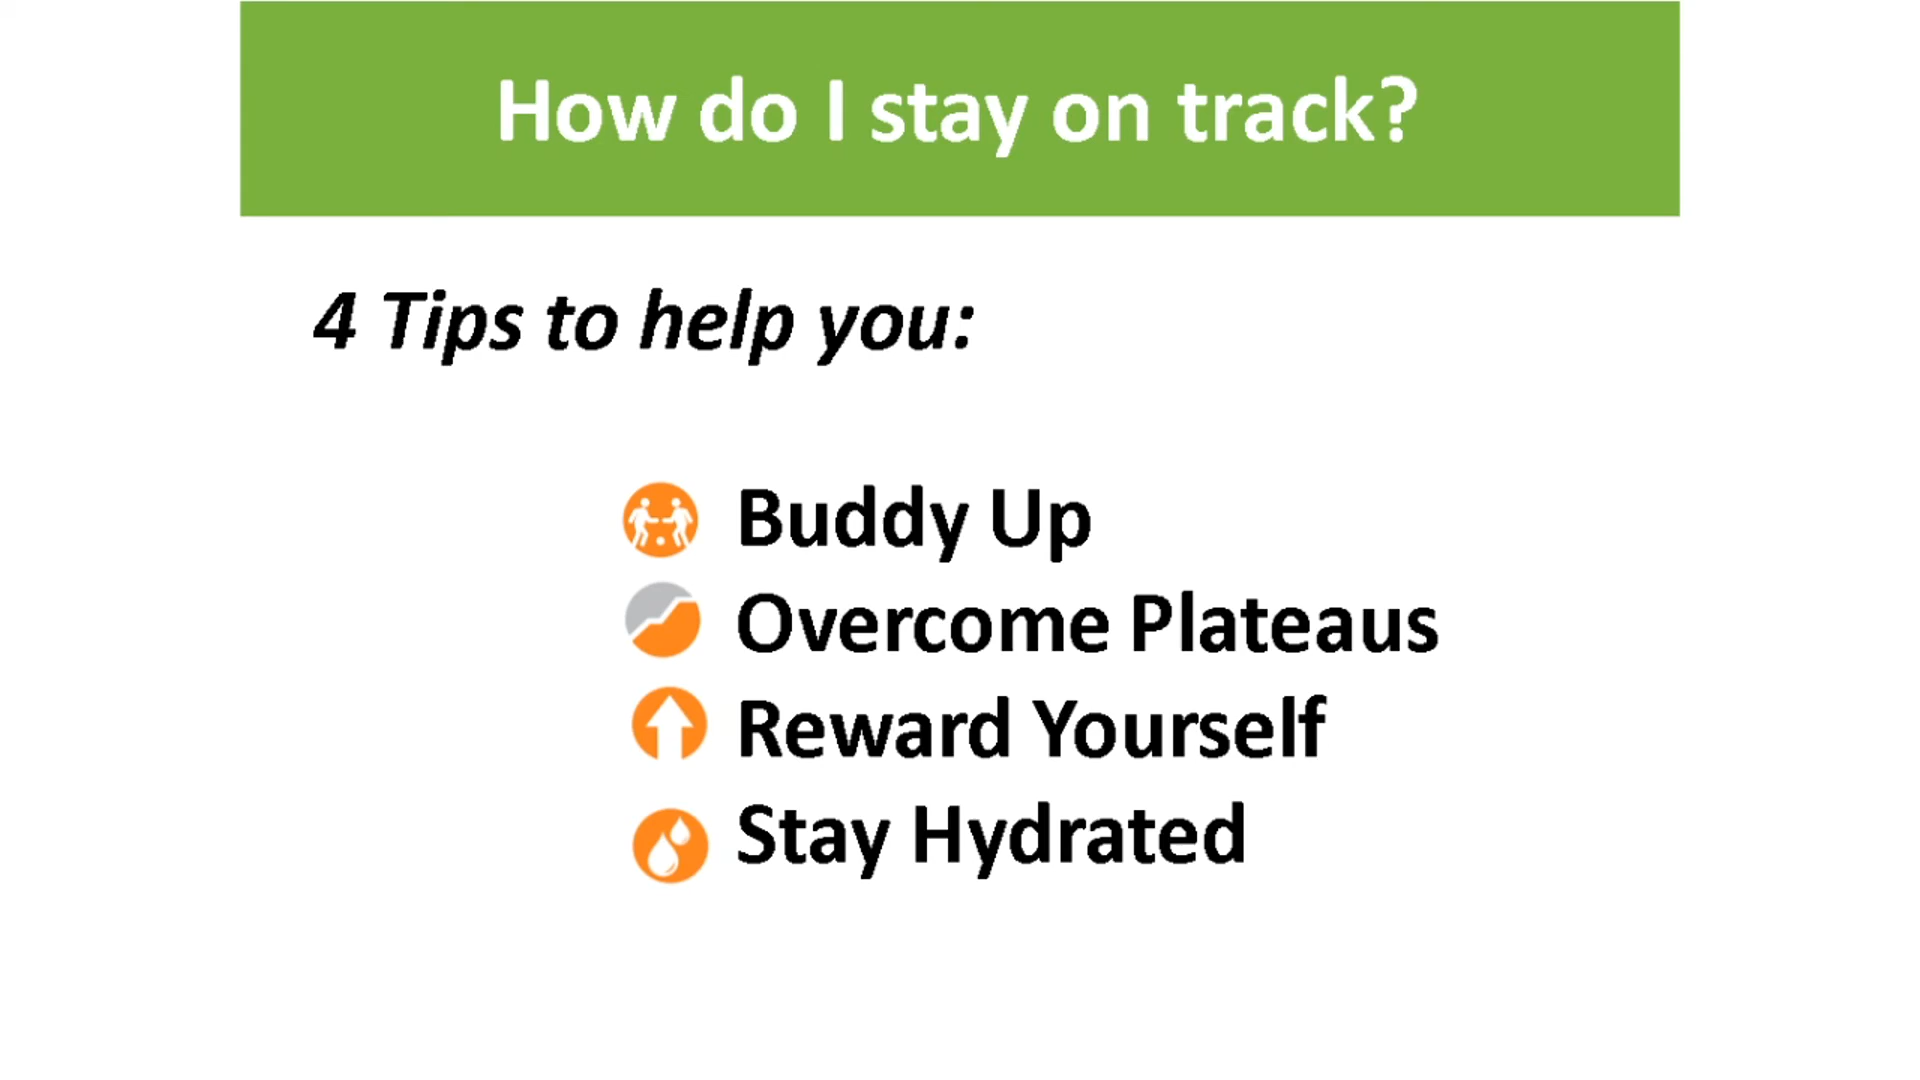 How do I stay on track?
4 Tips to help you:
Buddy Up
Overcome Plateaus
Reward Yourself
Stay Hydrated